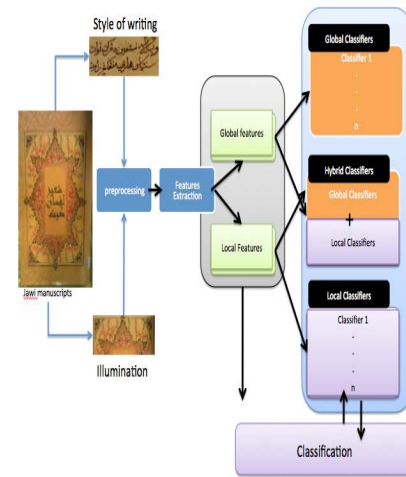 Style of writing
Jawi manuscripts
Illumination
preprocessing
Features
Extraction
Global features
Local Features
Global Classifiers
Classifier 1
-
-
-
n
Hybrid Classifiers
Global Classifiers
+
Local Classifiers
Local Classifiers
Classifier 1
-
-
-
n
Classification